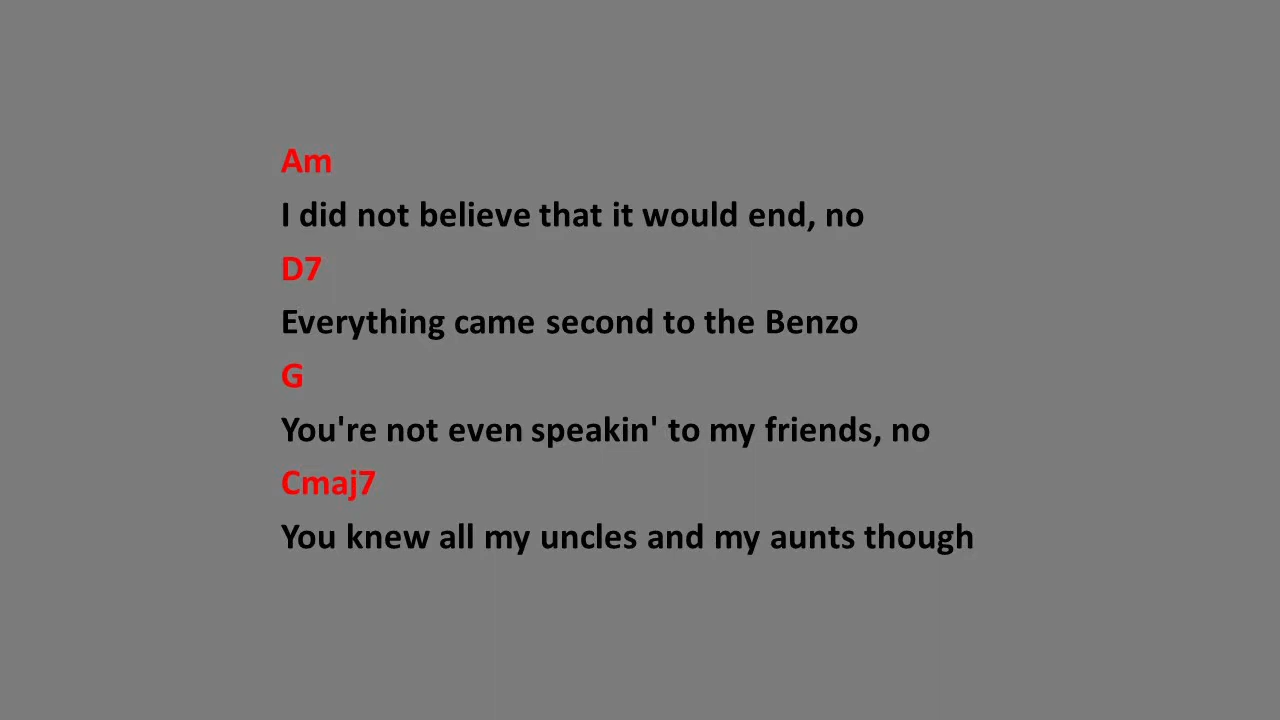 Am
I did not believe that it would end, no
D7
Everything came second to the Benzo
G
You're not even speakin' to my friends, no
Cmaj7
You knew all my uncles and my aunts though